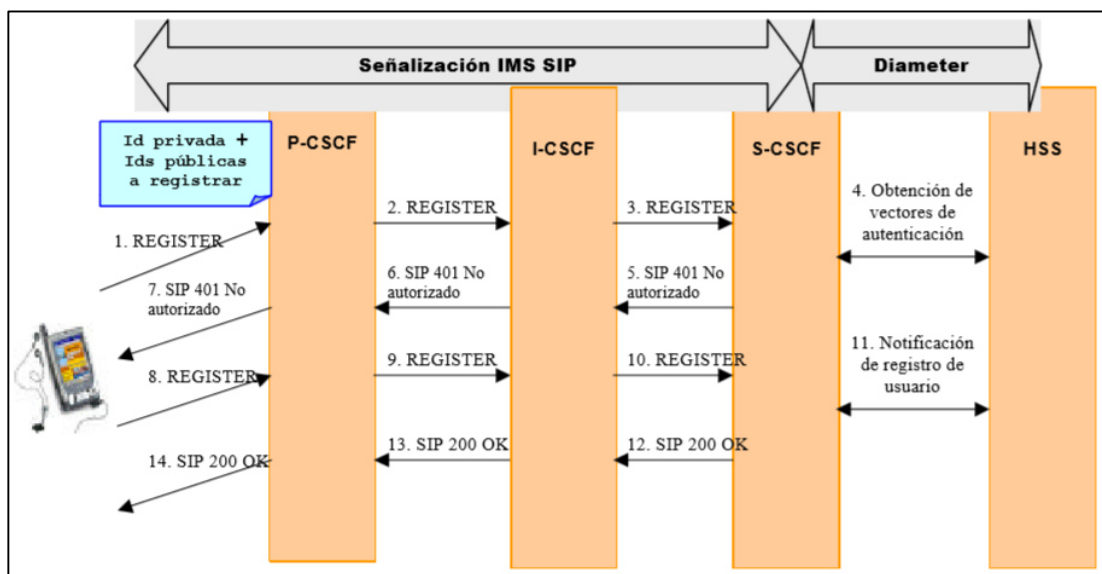 Señalización IMS SIP
Diameter
Id privada +
Ids públicas
a registrar
P-CSCF
I-CSCF
S-CSCF
HSS
1. REGISTER
2. REGISTER
3. REGISTER
4. Obtención de
vectores de
autenticación
5. SIP 401 No
autorizado
6. SIP 401 No
autorizado
7. SIP 401 No
autorizado
8. REGISTER
9. REGISTER
10. REGISTER
11. Notificación
de registro de
usuario
12. SIP 200 OK
13. SIP 200 OK
14. SIP 200 OK